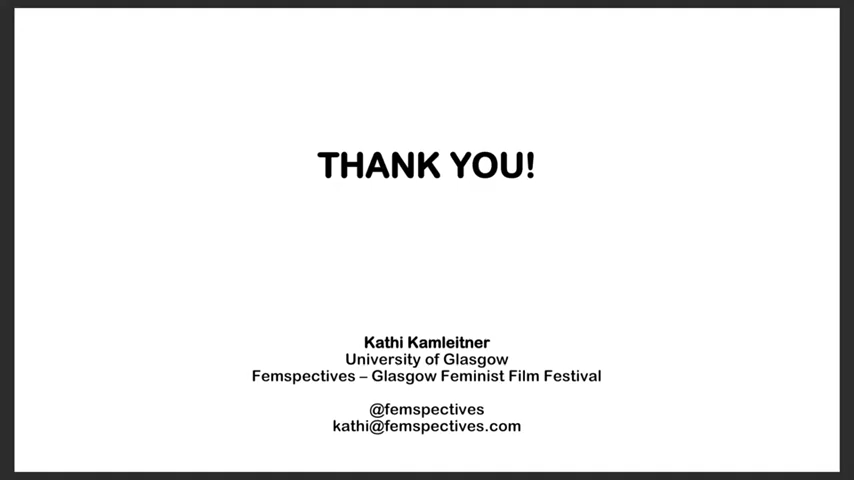 THANK YOU!
Kathi Kamleitner
University of Glasgow
Femspectives – Glasgow Feminist Film Festival
@femspectives
kathi@femspectives.com